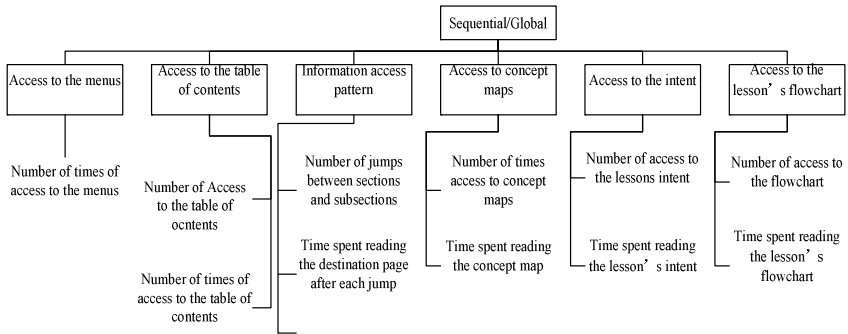 Sequential/Global
Access to the menus
Access to the table
of contents
Information access
pattern
Access to concept
maps
Access to the intent
Access to the
lesson’s flowchart
Number of times of
access to the menus
Number of Access
to the table of
ocntents
Number of times of
access to the table of
contents
Number of jumps
between sections
and subsections
Time spent reading
the destination page
after each jump
Number of times
access to concept
maps
Time spent reading
the concept map
Number of access to
the lessons intent
Time spent reading
the lesson’s intent
Number of access to
the flowchart
Time spent reading
the lesson’s
flowchart